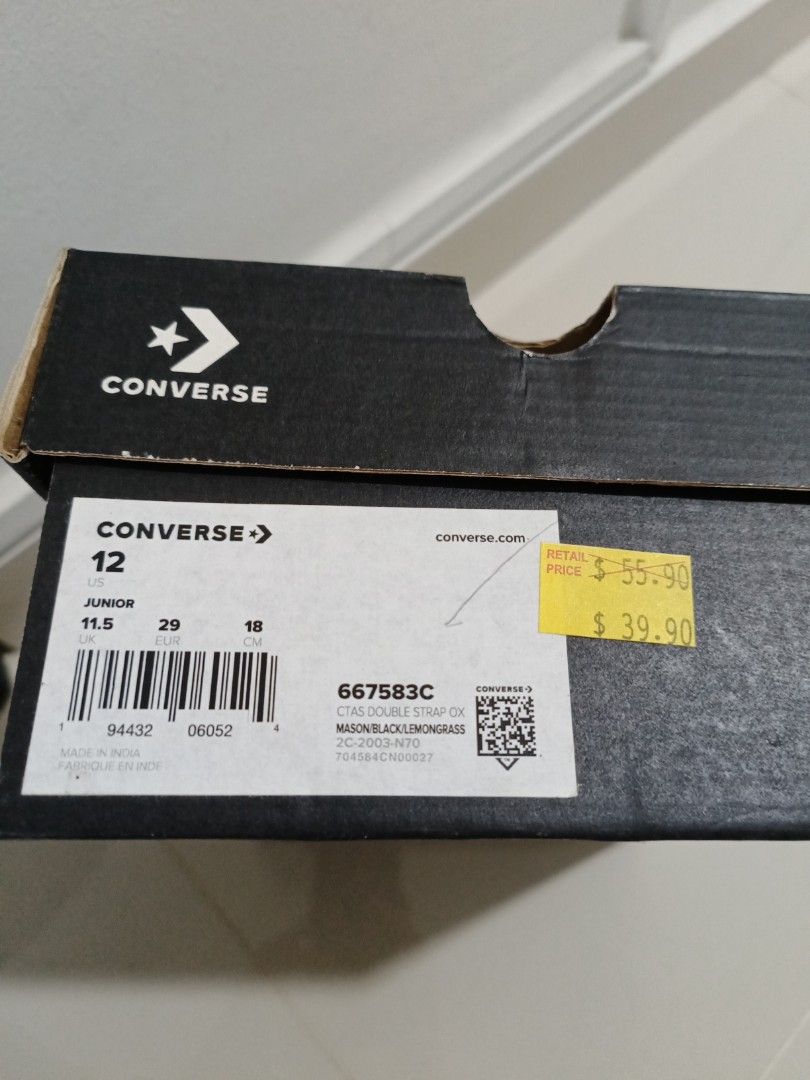 CONVERSE
CONVERSE
converse.com
12
US
JUNIOR
11.5 29 18
UK EUR CM
1 94432 06052 4
MADE IN INDIA
FABRIQUE EN INDE
667583C
CTAS DOUBLE STRAP OX
MASON/BLACK/LEMONGRASS
2C-2003-N70
704584CN00027
CONVERSE
RETAIL PRICE $ 55.90
$ 39.90